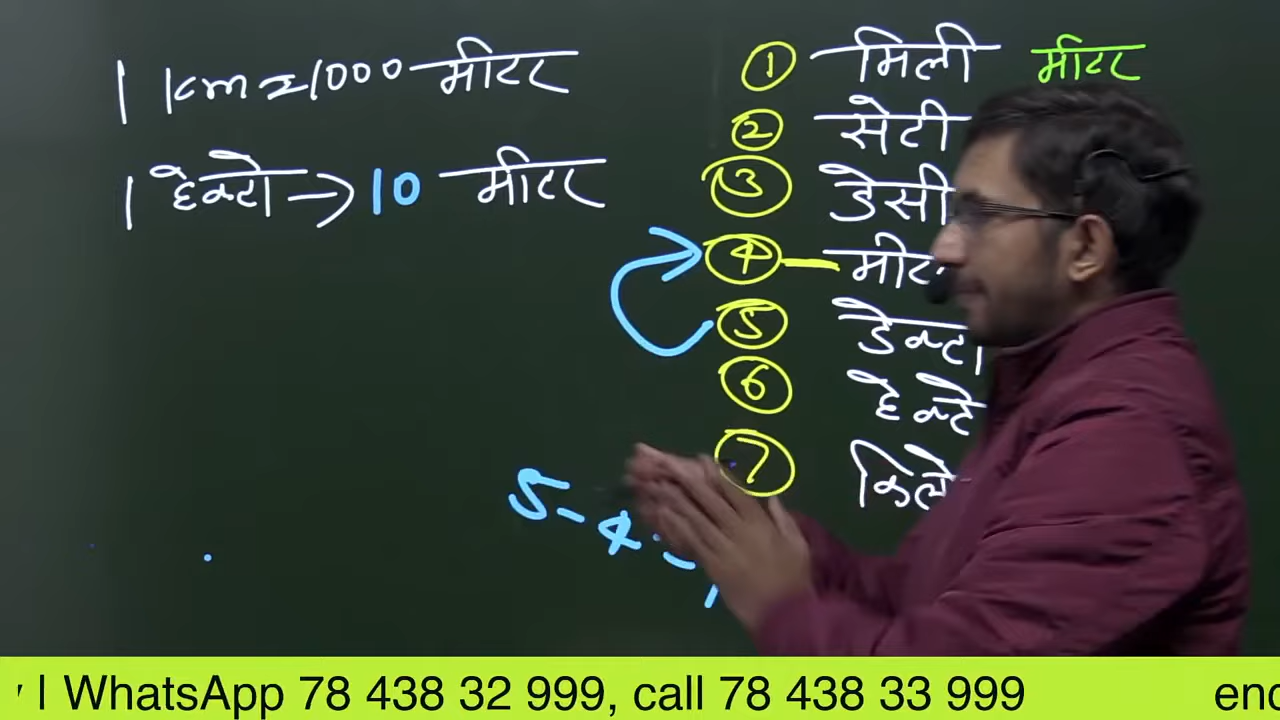 1 Km = 1000 मीटर
1 हेक्टो → 10 मीटर
1 मिली मीटर
2 सेटी
3 डेसी
4 — मीट
5 डेक्टा
6 हेक्टे
7 किलो
5 - 4 = 1
| WhatsApp 78 438 32 999, call 78 438 33 999